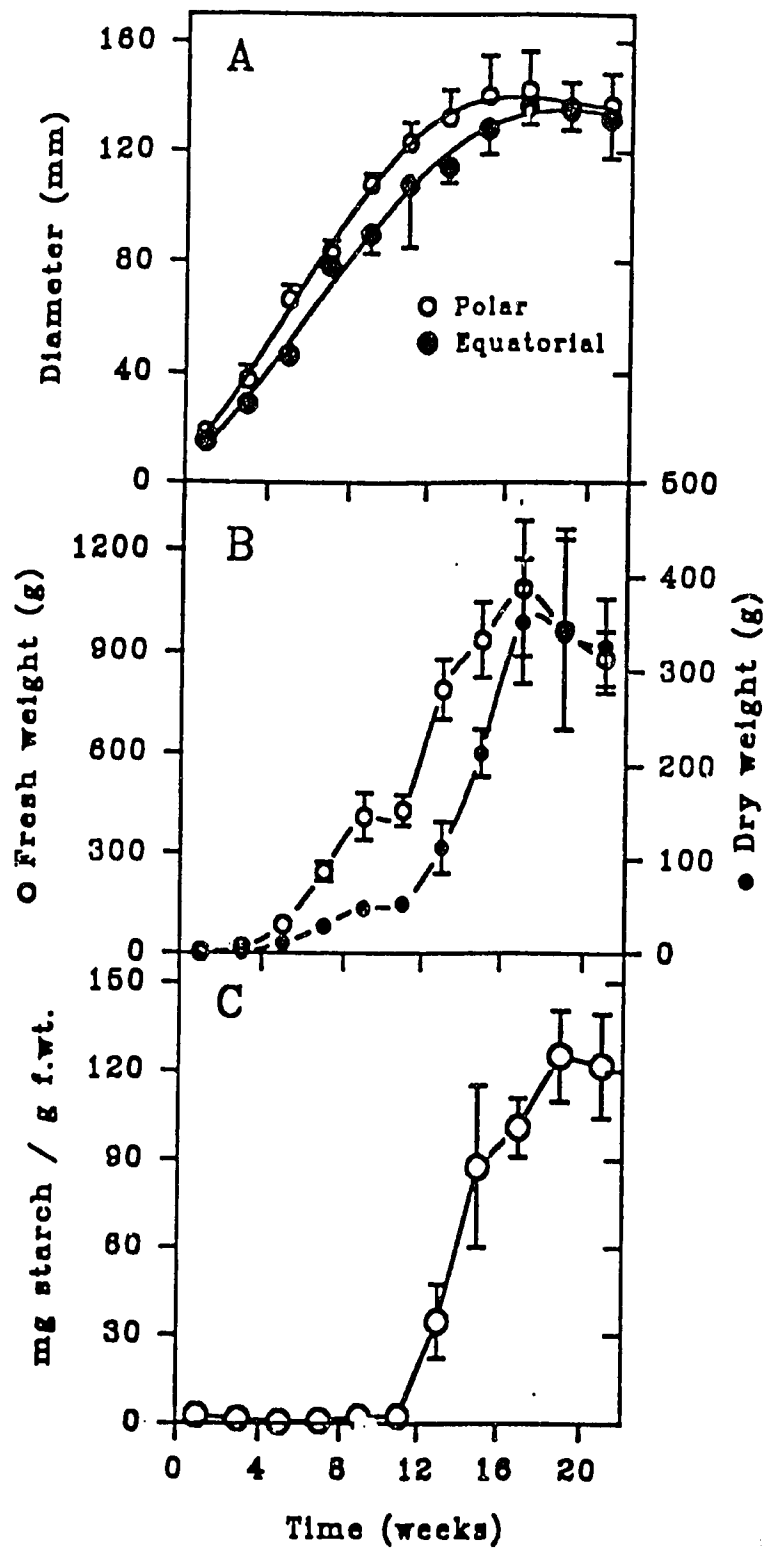 160
A
120
Diameter (mm)
80
Polar
Equatorial
40
0
500
B
1200
400
Fresh weight (g)
900
300
Dry weight (g)
600
200
300
100
0
0
150
C
mg starch / g f.wt.
120
90
60
30
0
0 4 8 12 16 20
Time (weeks)